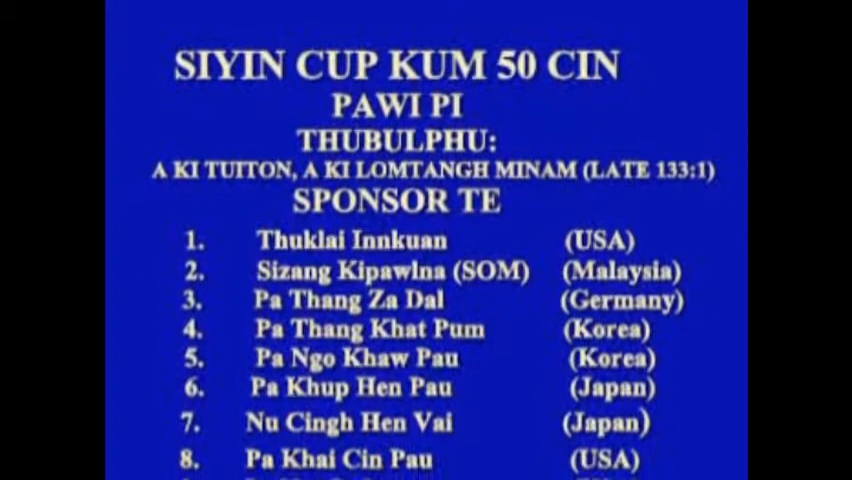 SIYIN CUP KUM 50 CIN
PAWI PI
THUBULPHU:
A KI TUITON, A KI LOMTANGH MINAM (LATE 133:1)
SPONSOR TE
1. Thuklai Innkuan (USA)
2. Sizang Kipawlna (SOM) (Malaysia)
3. Pa Thang Za Dal (Germany)
4. Pa Thang Khat Pum (Korea)
5. Pa Ngo Khaw Pau (Korea)
6. Pa Khup Hen Pau (Japan)
7. Nu Cingh Hen Vai (Japan)
8. Pa Khai Cin Pau (USA)